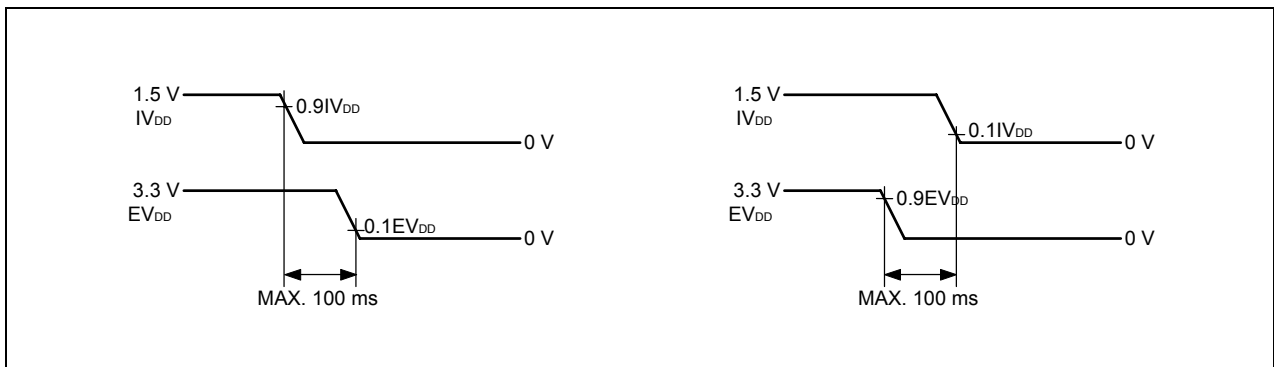 1.5 V
IVDD
0.9IVDD
0 V
3.3 V
EVDD
0.1EVDD
0 V
MAX. 100 ms
1.5 V
IVDD
0.1IVDD
0 V
3.3 V
EVDD
0.9EVDD
0 V
MAX. 100 ms